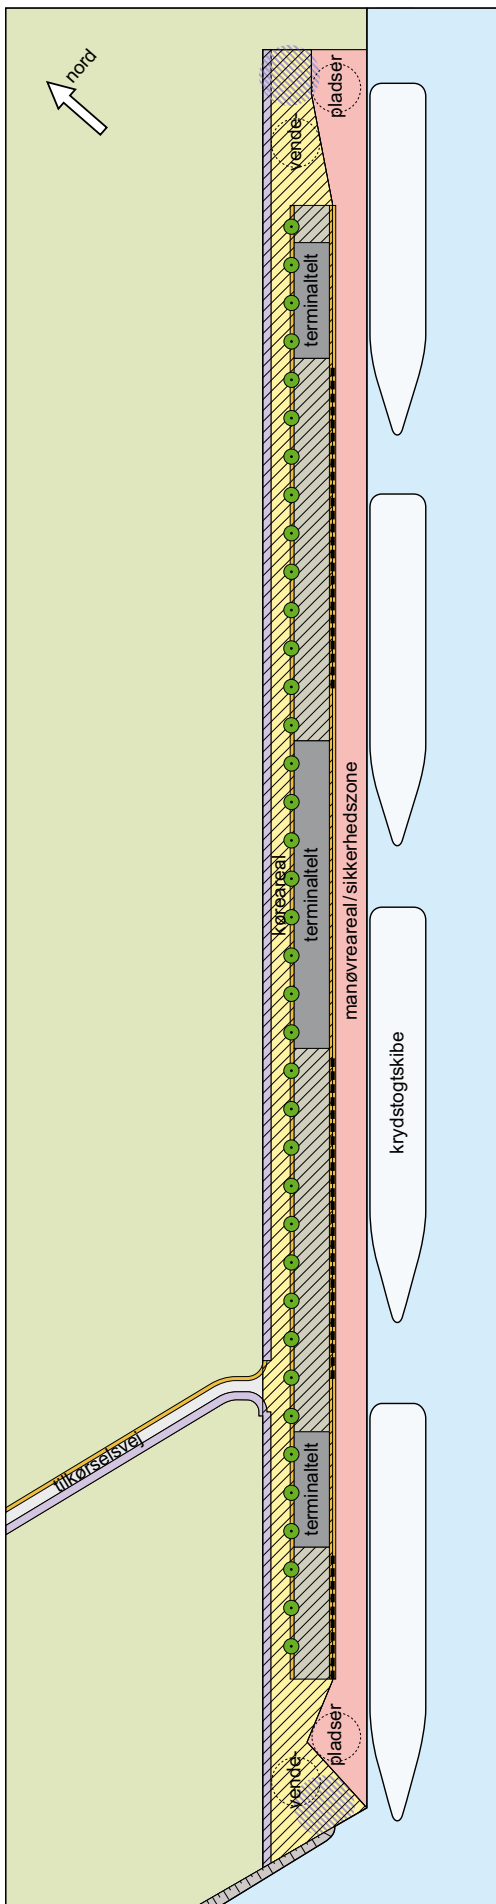 nord
vende-
pladser
terminaltelt
køreareal
terminaltelt
manøvreareal/sikkerhedszone
krydstogtskibe
tilkørselsvej
terminaltelt
vende-
pladser